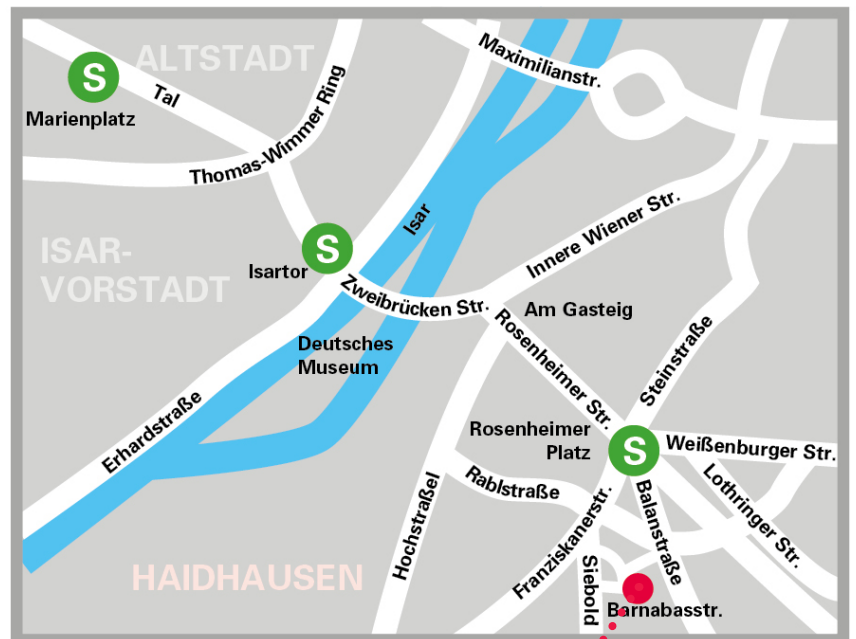 ALTSTADT
S
Marienplatz
Tal
Thomas-Wimmer Ring
Maximilianstr.
ISAR-
VORSTADT
S
Isartor
Isar
Innere Wiener Str.
Zweibrücken Str.
Am Gasteig
Deutsches
Museum
Rosenheimer Str.
Steinstraße
Erhardstraße
Rosenheimer
Platz
S
Weißenburger Str.
Rablstraße
Lothringer Str.
Hochstraßel
Franziskanerstr.
Balanstraße
HAIDHAUSEN
Siebold
Barnabasstr.